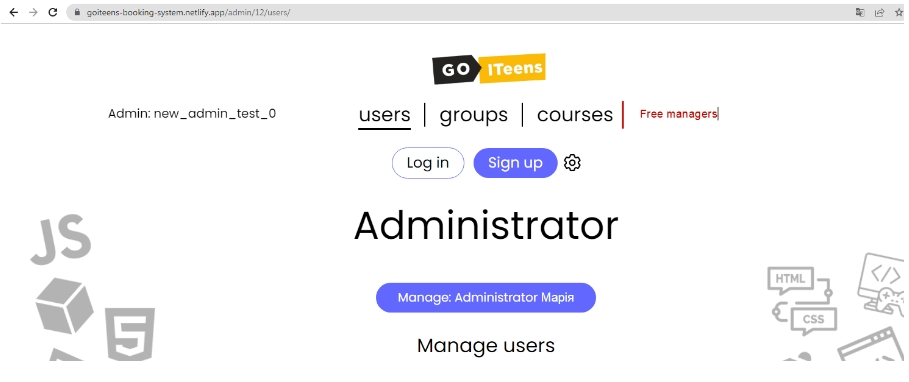 goiteens-booking-system.netlify.app/admin/12/users/
GO ITeens
Admin: new_admin_test_0
users groups courses Free managers
Log in Sign up
Administrator
Manage: Administrator Марія
Manage users
JS
5
HTML
CSS